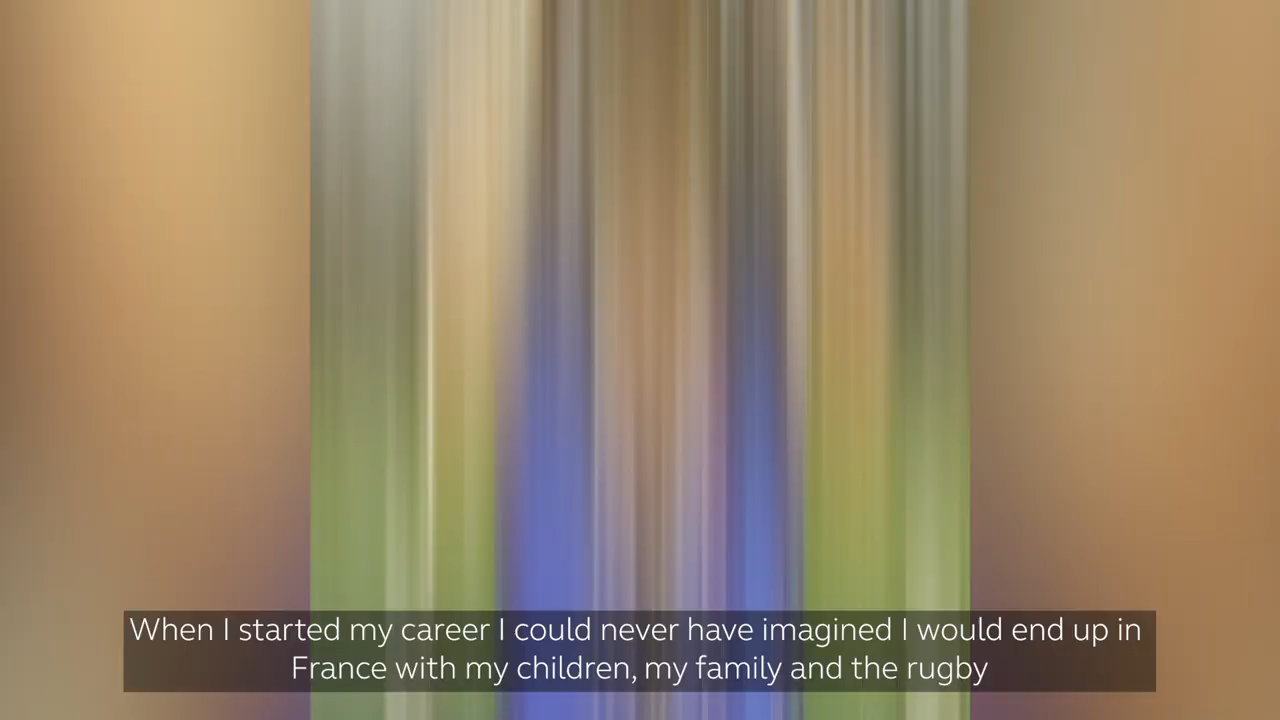 When I started my career I could never have imagined I would end up in
France with my children, my family and the rugby